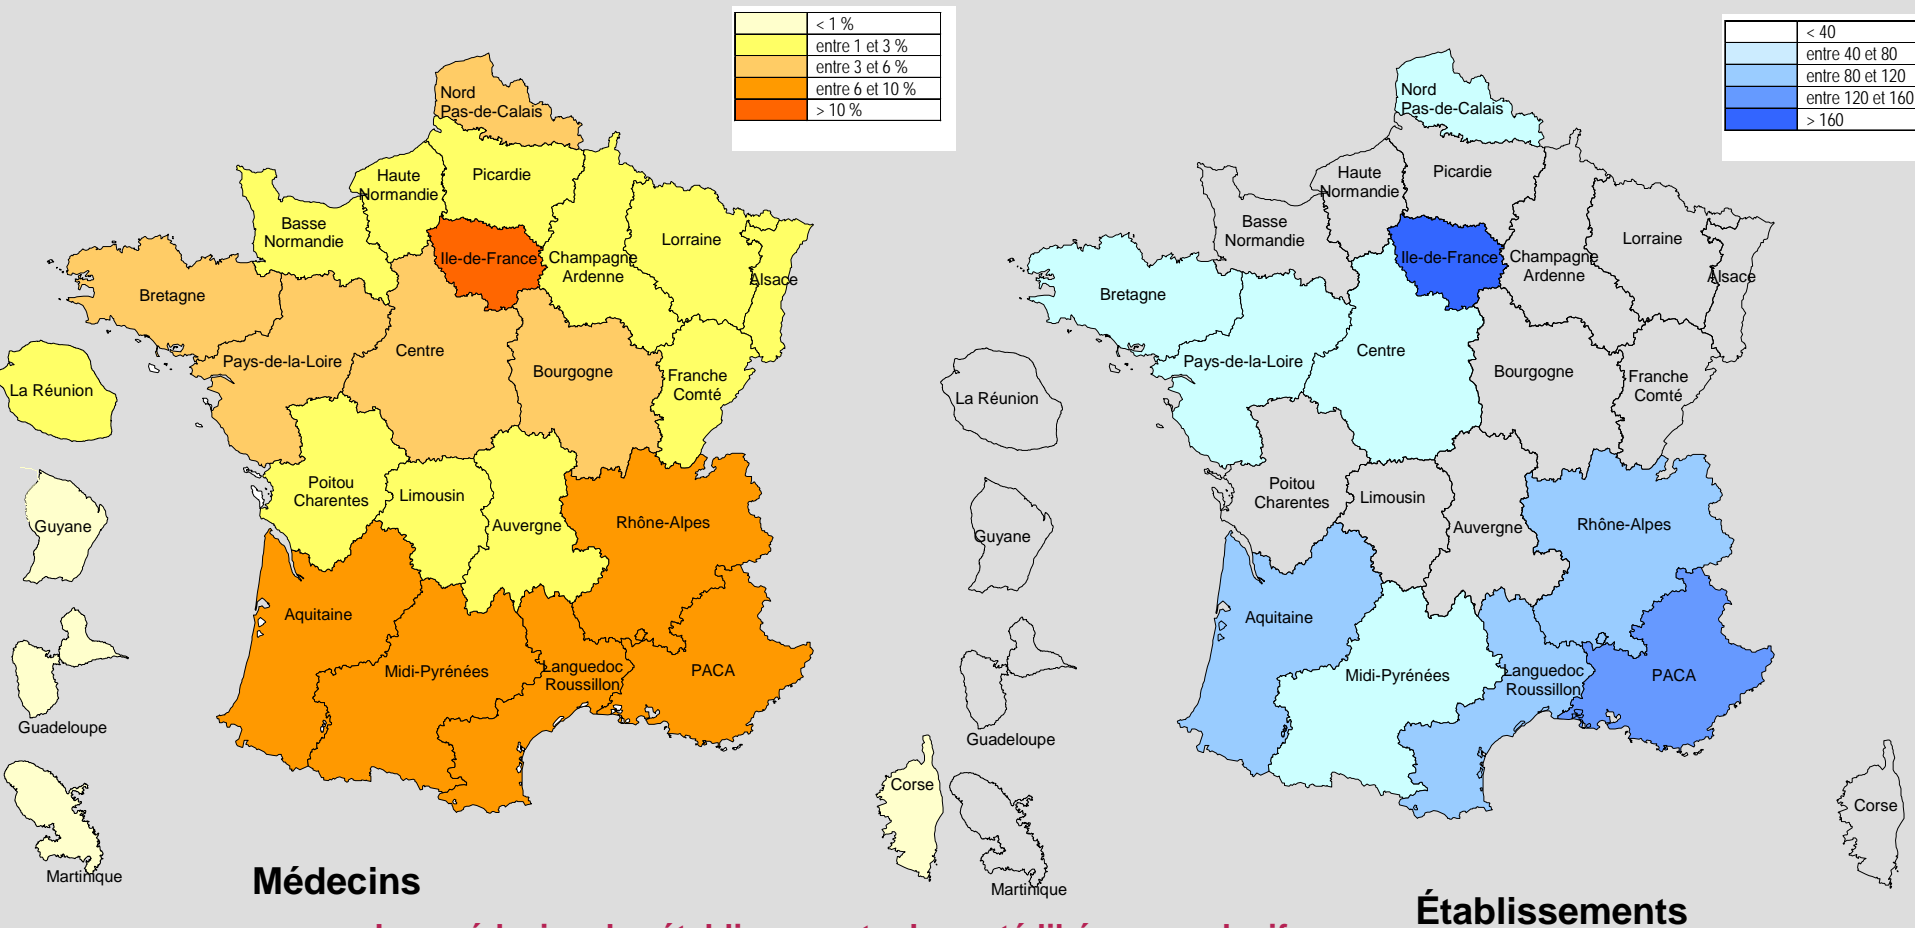 < 1 %
entre 1 et 3 %
entre 3 et 6 %
entre 6 et 10 %
> 10 %
Nord
Pas-de-Calais
Haute
Normandie
Picardie
Basse
Normandie
Ile-de-France
Champagne
Ardenne
Lorraine
Alsace
Bretagne
Pays-de-la-Loire
Centre
Bourgogne
Franche
Comté
La Réunion
Poitou
Charentes
Limousin
Auvergne
Rhône-Alpes
Guyane
Aquitaine
Midi-Pyrénées
Languedoc
Roussillon
PACA
Guadeloupe
Martinique
Corse
Médecins
< 40
entre 40 et 80
entre 80 et 120
entre 120 et 160
> 160
Nord
Pas-de-Calais
Haute
Normandie
Picardie
Basse
Normandie
Ile-de-France
Champagne
Ardenne
Lorraine
Alsace
Bretagne
Pays-de-la-Loire
Centre
Bourgogne
Franche
Comté
La Réunion
Poitou
Charentes
Limousin
Auvergne
Rhône-Alpes
Guyane
Aquitaine
Midi-Pyrénées
Languedoc
Roussillon
PACA
Guadeloupe
Martinique
Corse
Établissements